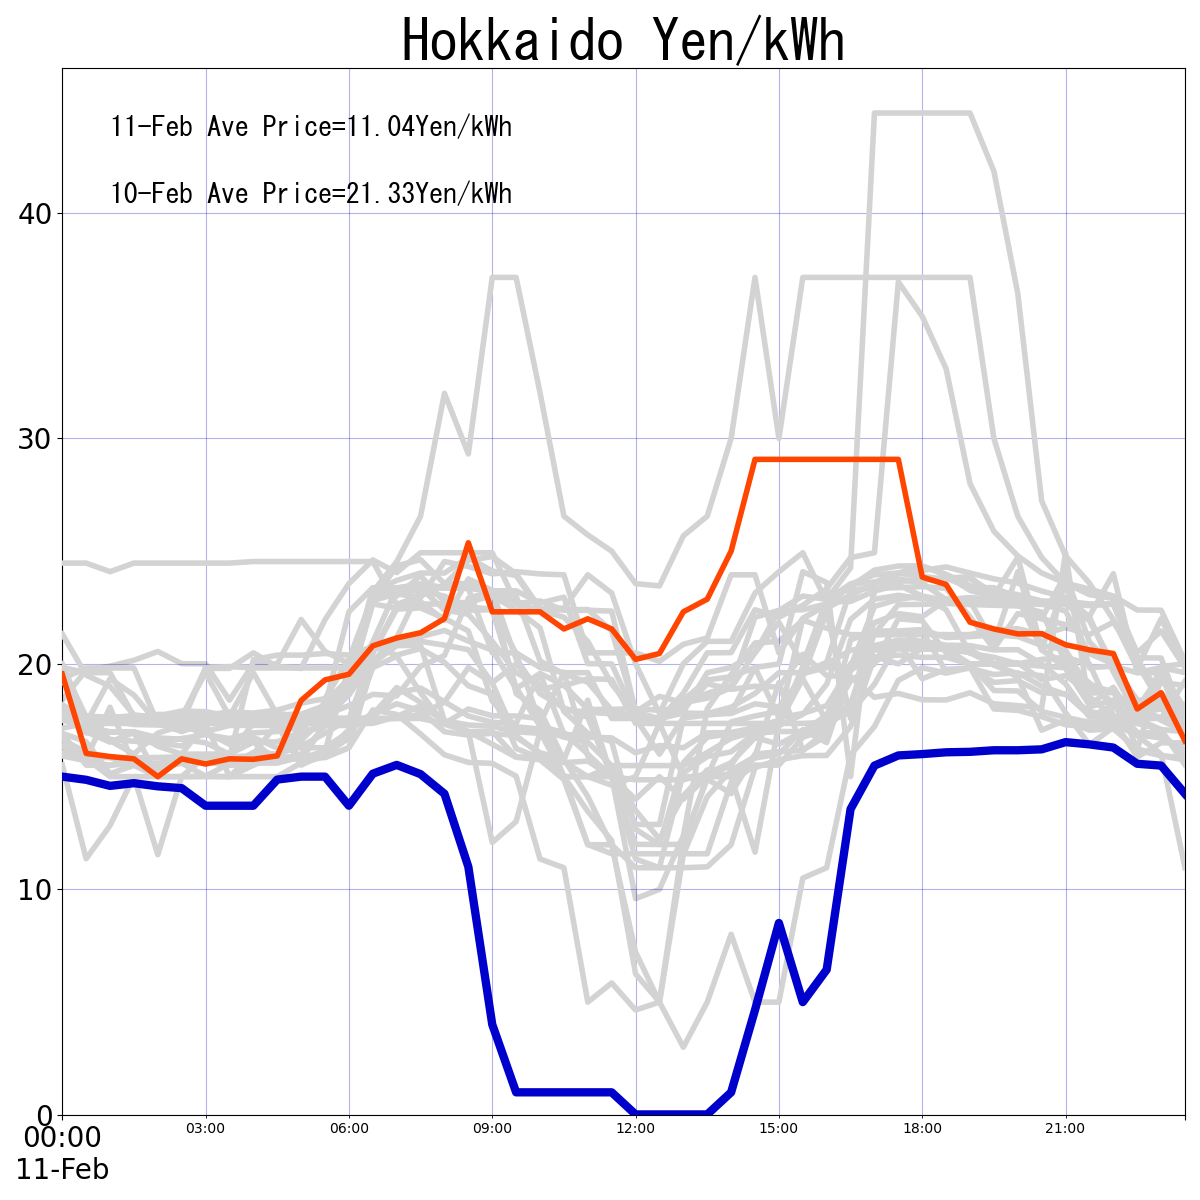 Hokkaido Yen/kWh
11-Feb Ave Price=11.04Yen/kWh
10-Feb Ave Price=21.33Yen/kWh
40
30
20
10
0
00:00 03:00 06:00 09:00 12:00 15:00 18:00 21:00
11-Feb